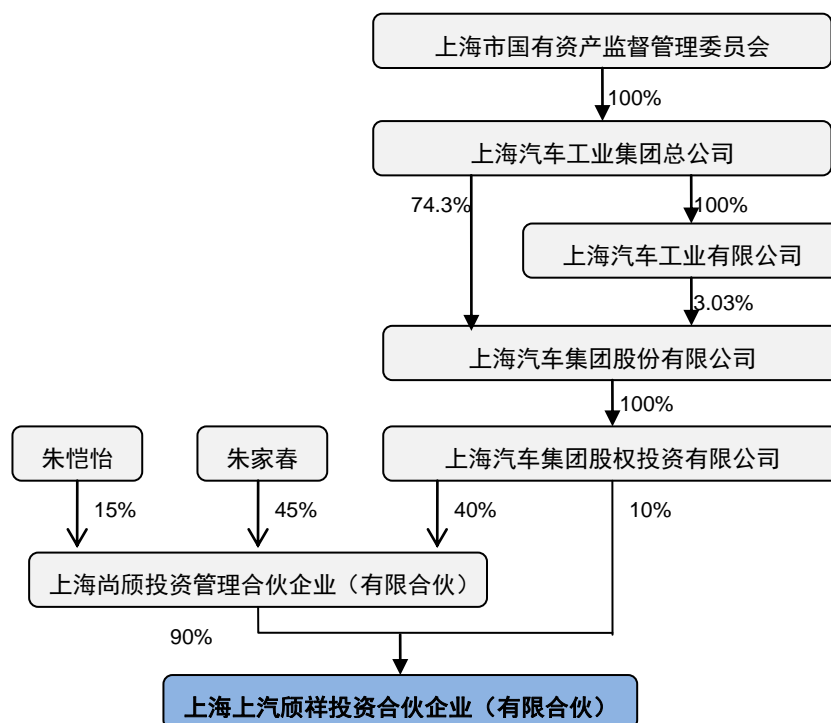 上海市国有资产监督管理委员会
100%
上海汽车工业集团总公司
74.3%
100%
上海汽车工业有限公司
3.03%
上海汽车集团股份有限公司
100%
朱恺怡
朱家春
上海汽车集团股权投资有限公司
15%
45%
40%
10%
上海尚颀投资管理合伙企业（有限合伙）
90%
上海上汽颀祥投资合伙企业（有限合伙）